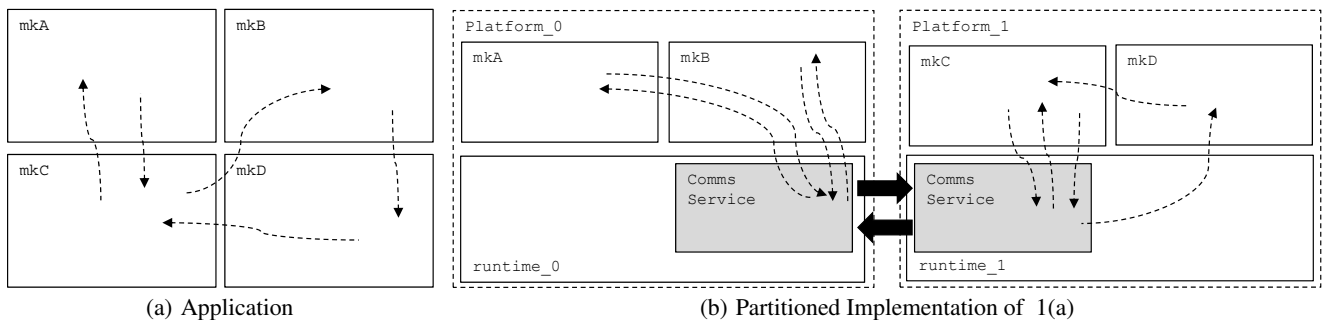 mkA
mkB
mkC
mkD
(a) Application
Platform_0
mkA
mkB
Comms
Service
runtime_0
Platform_1
mkC
mkD
Comms
Service
runtime_1
(b) Partitioned Implementation of 1(a)